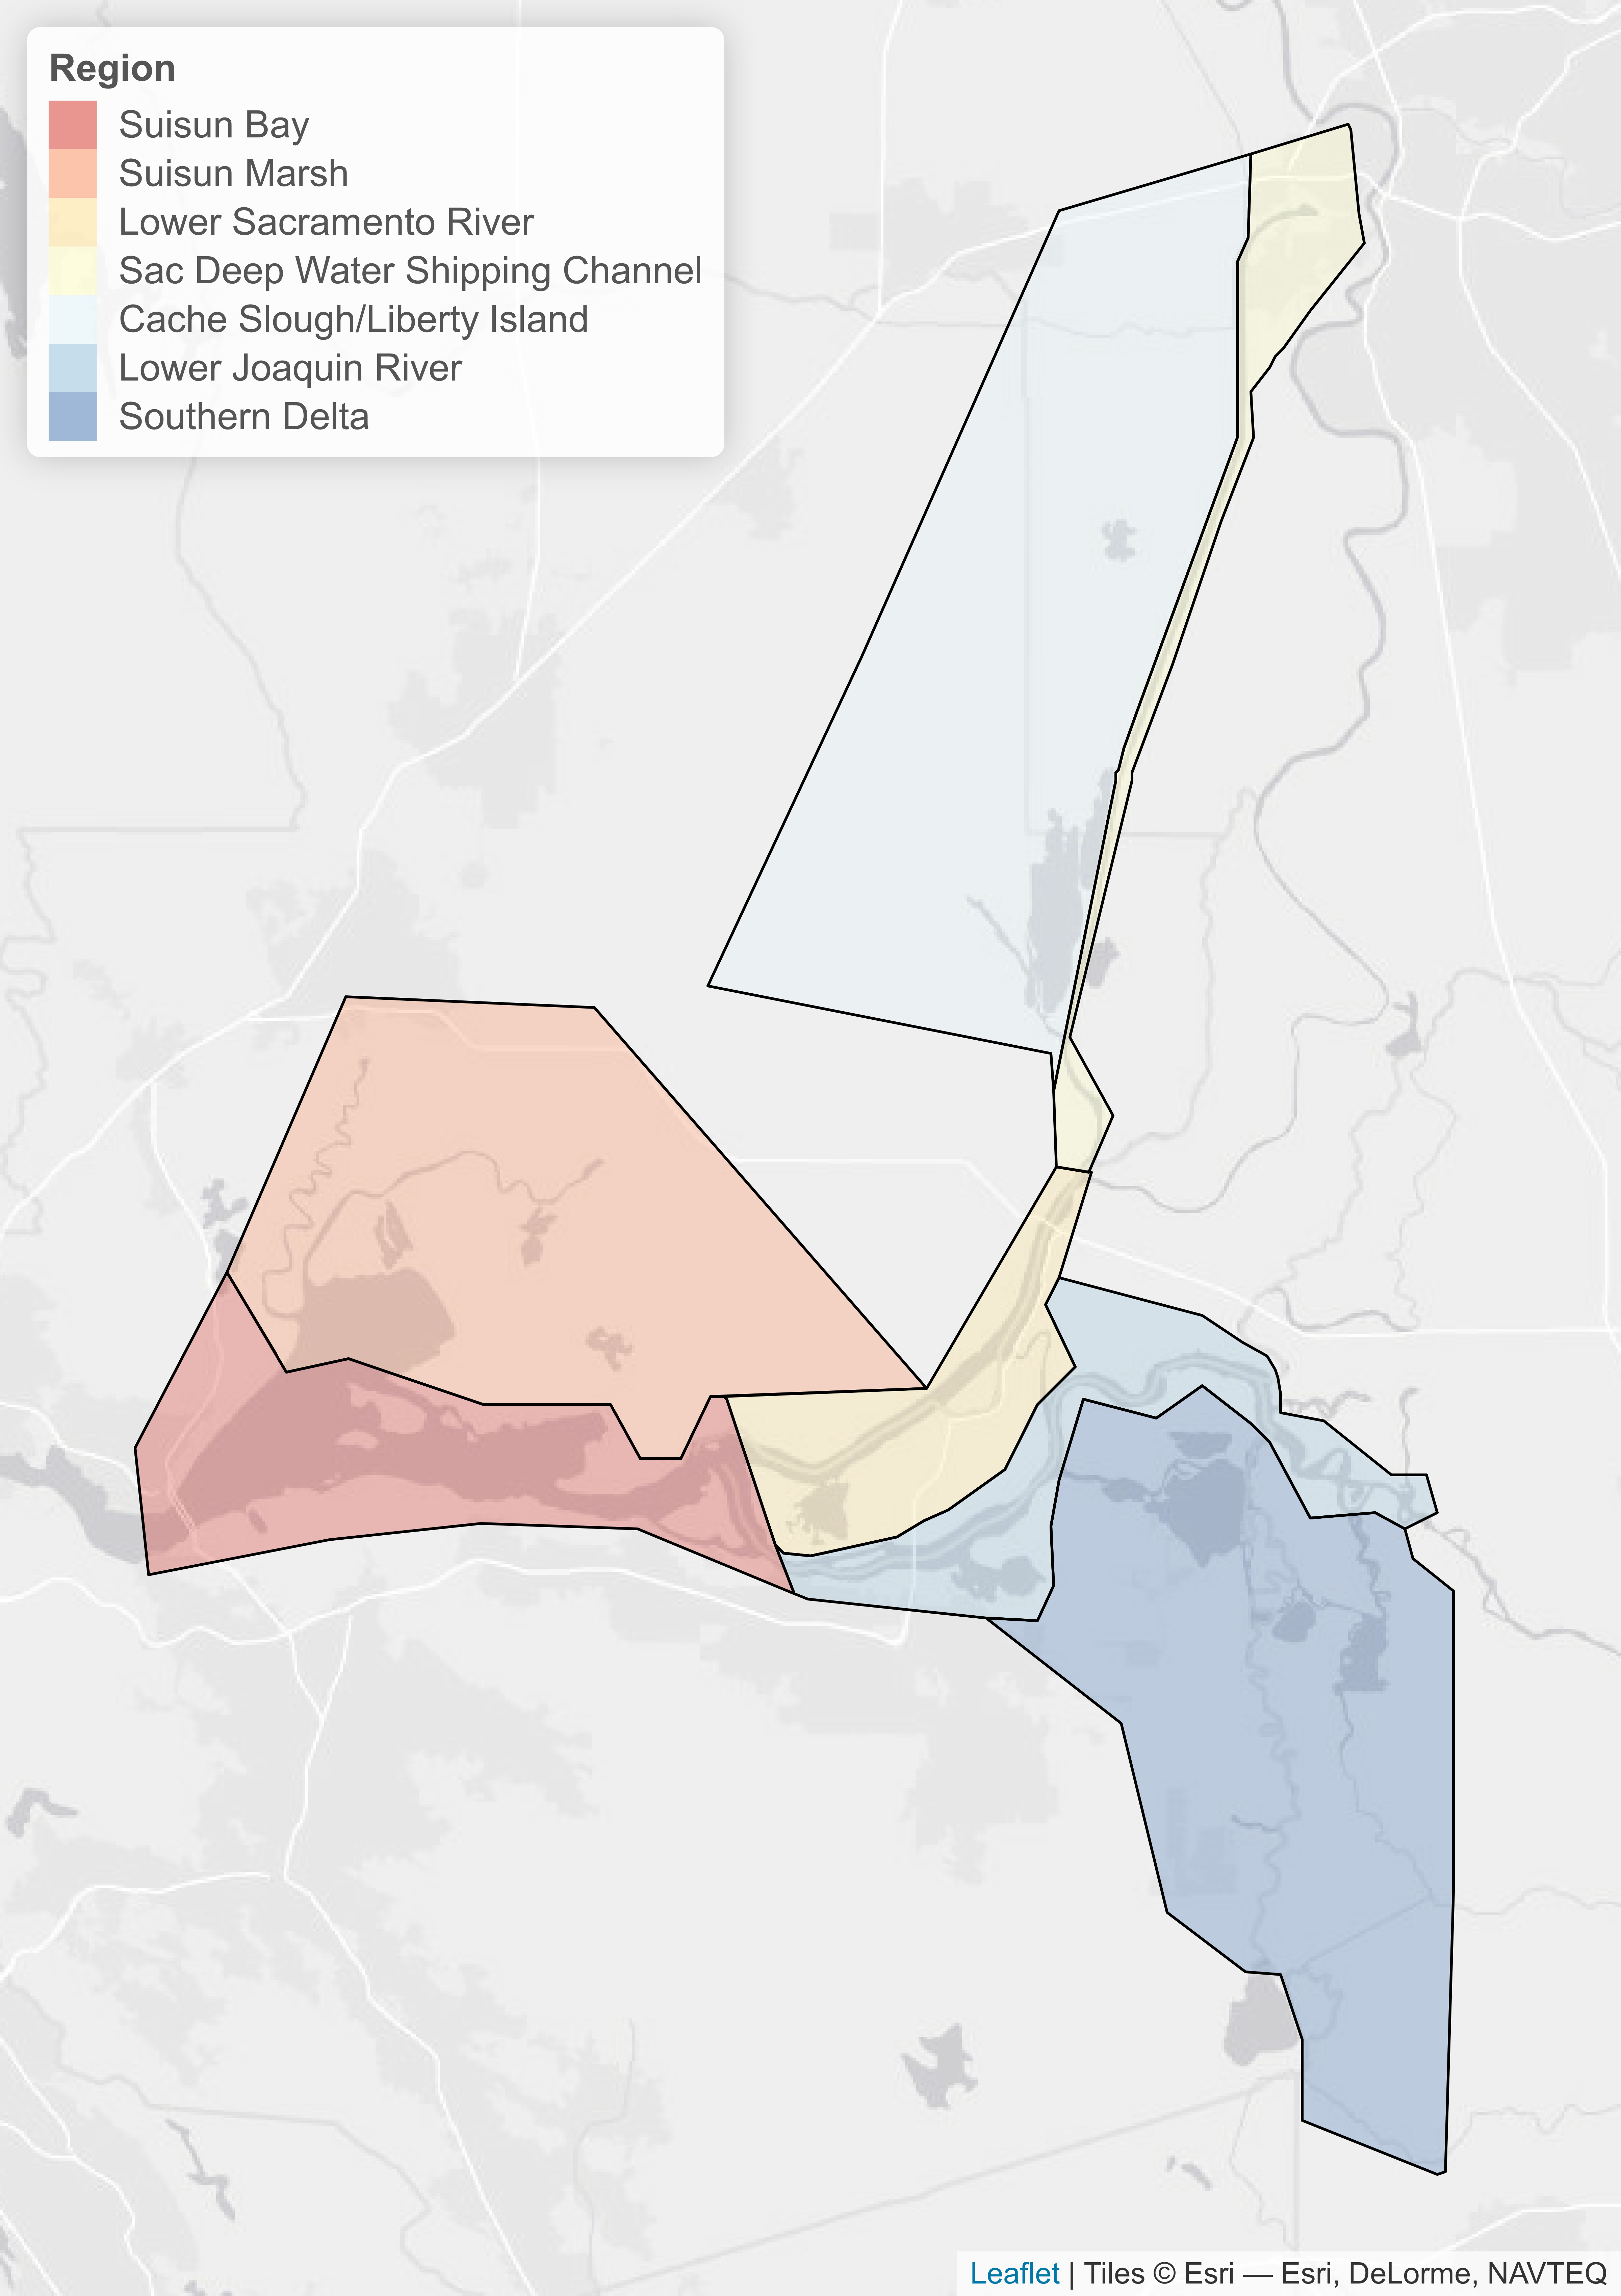 Region
Suisun Bay
Suisun Marsh
Lower Sacramento River
Sac Deep Water Shipping Channel
Cache Slough/Liberty Island
Lower Joaquin River
Southern Delta
Leaflet | Tiles © Esri — Esri, DeLorme, NAVTEQ